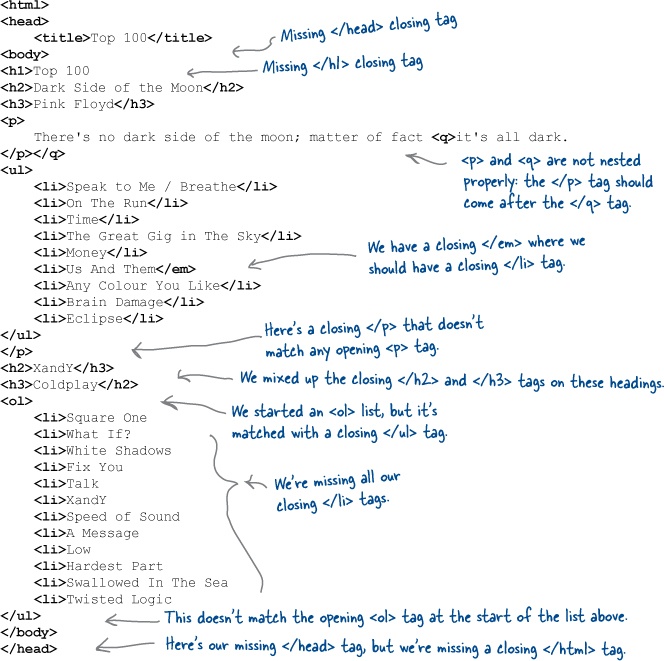 <html>
<head>
<title>Top 100</title>
Missing </head> closing tag
<body>
<h1>Top 100
Missing </h1> closing tag
<h2>Dark Side of the Moon</h2>
<h3>Pink Floyd</h3>
<p>
There's no dark side of the moon; matter of fact <q>it's all dark.
</p></q>
<p> and <q> are not nested
properly: the </p> tag should
come after the </q> tag.
<ul>
<li>Speak to Me / Breathe</li>
<li>On The Run</li>
<li>Time</li>
<li>The Great Gig in The Sky</li>
<li>Money</li>
<li>Us And Them</em>
We have a closing </em> where we
should have a closing </li> tag.
<li>Any Colour You Like</li>
<li>Brain Damage</li>
<li>Eclipse</li>
</ul>
</p>
Here's a closing </p> that doesn't
match any opening <p> tag.
<h2>XandY</h3>
<h3>Coldplay</h2>
We mixed up the closing </h2> and </h3> tags on these headings.
<ol>
We started an <ol> list, but it's
matched with a closing </ul> tag.
<li>Square One
<li>What If?
<li>White Shadows
<li>Fix You
<li>Talk
<li>XandY
<li>Speed of Sound
<li>A Message
<li>Low
<li>Hardest Part
<li>Swallowed In The Sea
<li>Twisted Logic
We're missing all our
closing </li> tags.
</ul>
This doesn't match the opening <ol> tag at the start of the list above.
</body>
</head>
Here's our missing </head> tag, but we're missing a closing </html> tag.